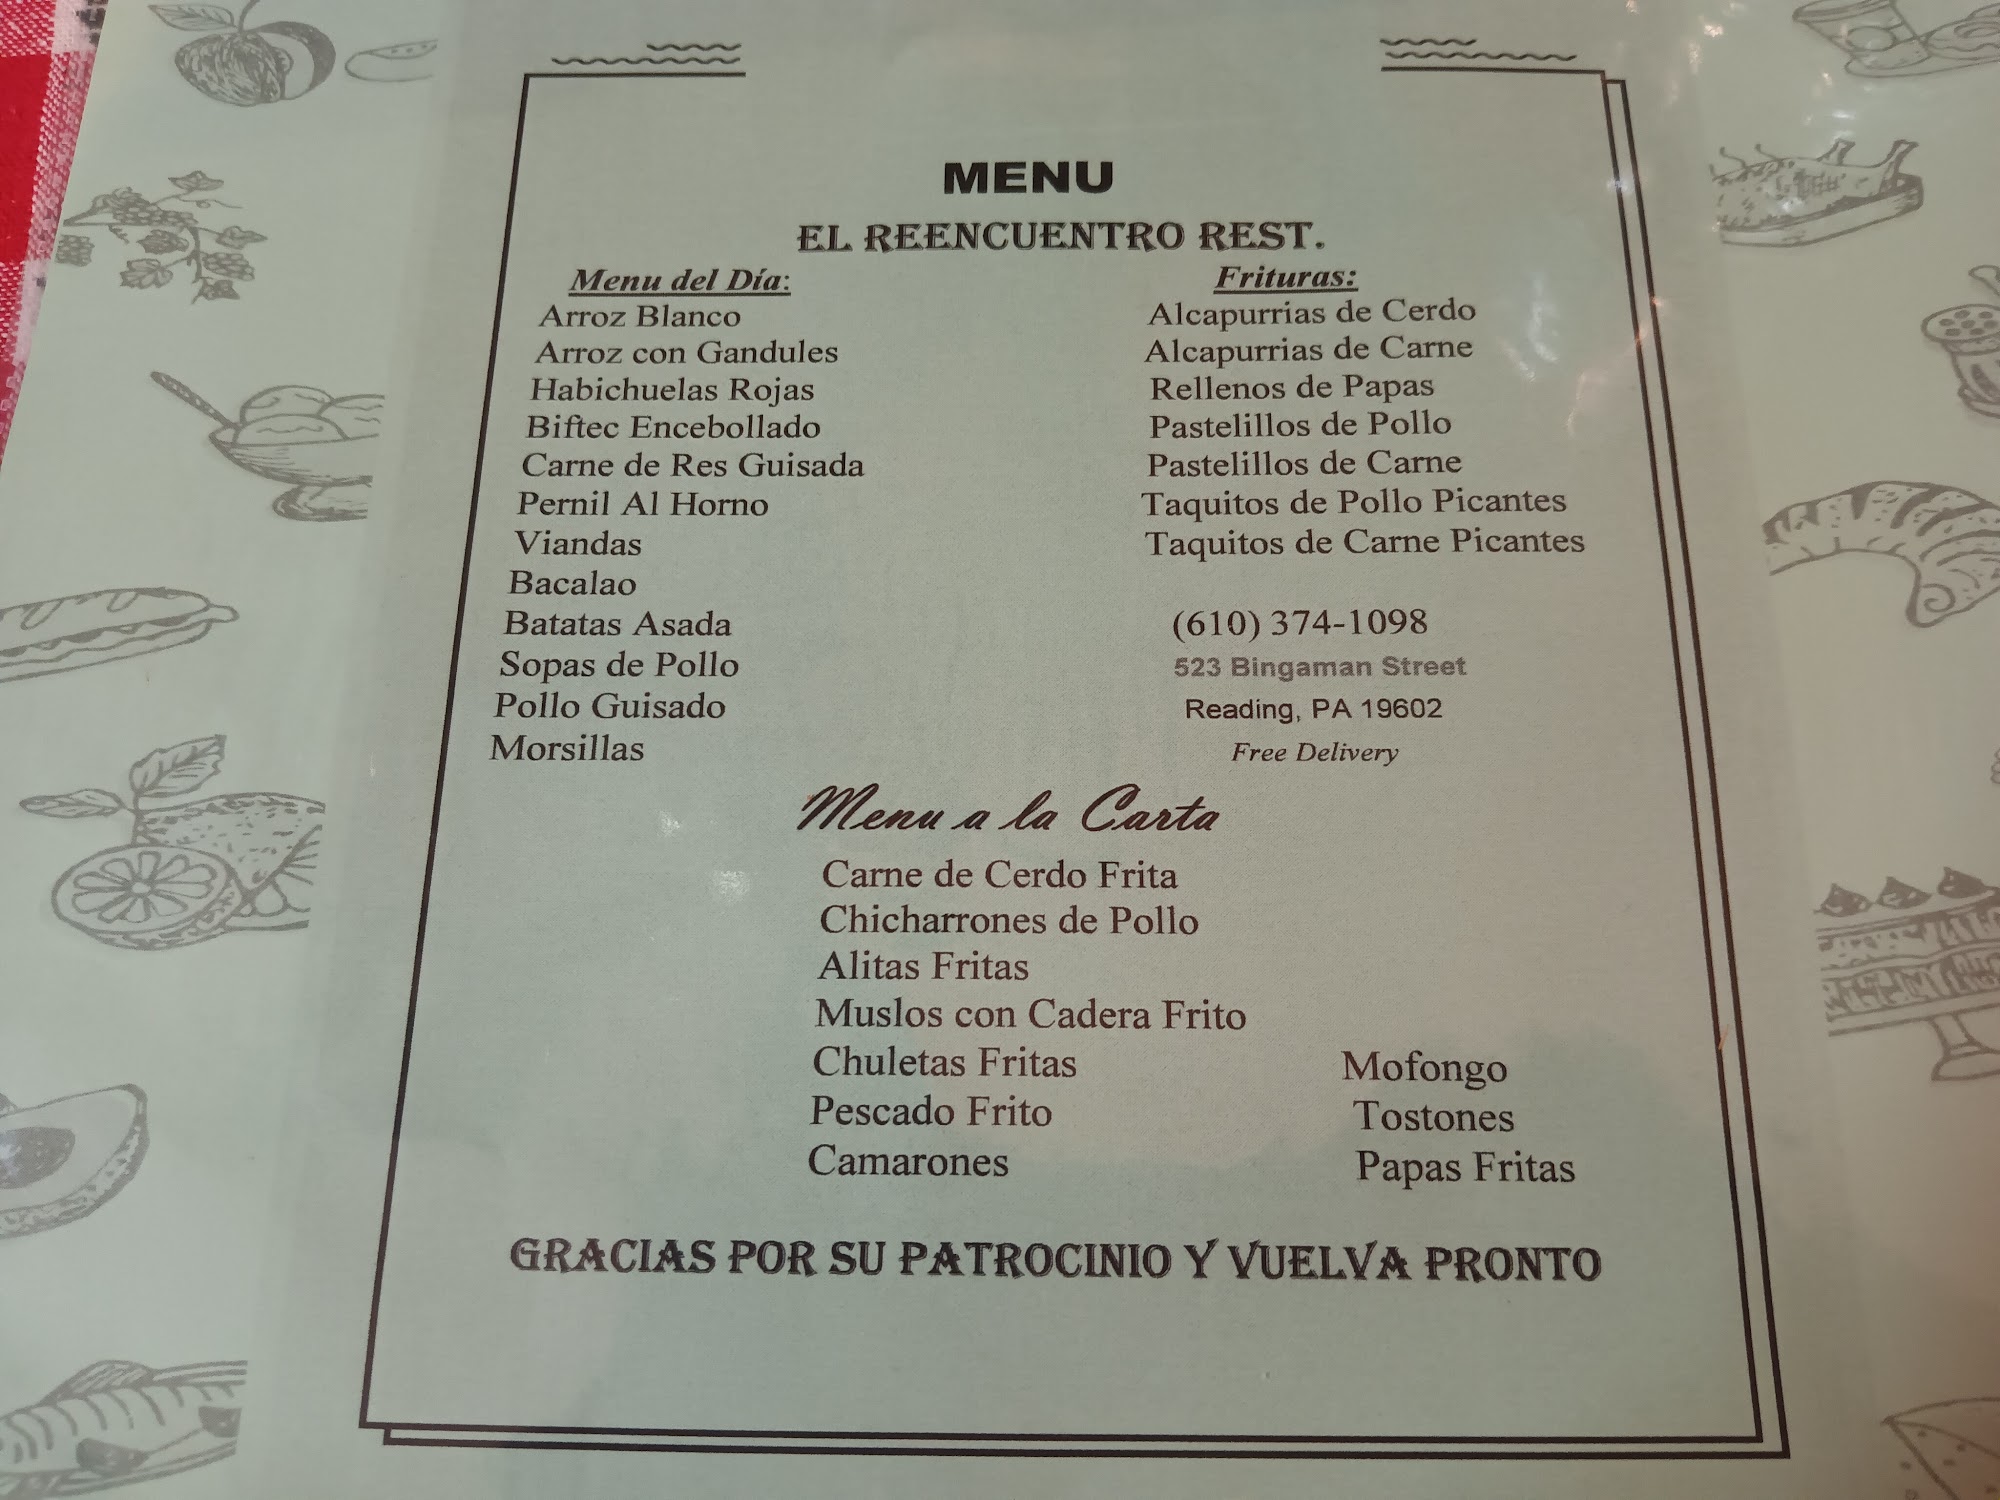 MENU
EL REENCUENTRO REST.
Menu del Día:
Arroz Blanco
Arroz con Gandules
Habichuelas Rojas
Biftec Encebollado
Carne de Res Guisada
Pernil Al Horno
Viandas
Bacalao
Batatas Asada
Sopas de Pollo
Pollo Guisado
Morsillas
Frituras:
Alcapurrias de Cerdo
Alcapurrias de Carne
Rellenos de Papas
Pastelillos de Pollo
Pastelillos de Carne
Taquitos de Pollo Picantes
Taquitos de Carne Picantes
(610) 374-1098
523 Bingaman Street
Reading, PA 19602
Free Delivery
Menu a la Carta
Carne de Cerdo Frita
Chicharrones de Pollo
Alitas Fritas
Muslos con Cadera Frito
Chuletas Fritas
Pescado Frito
Camarones
Mofongo
Tostones
Papas Fritas
GRACIAS POR SU PATROCINIO Y VUELVA PRONTO